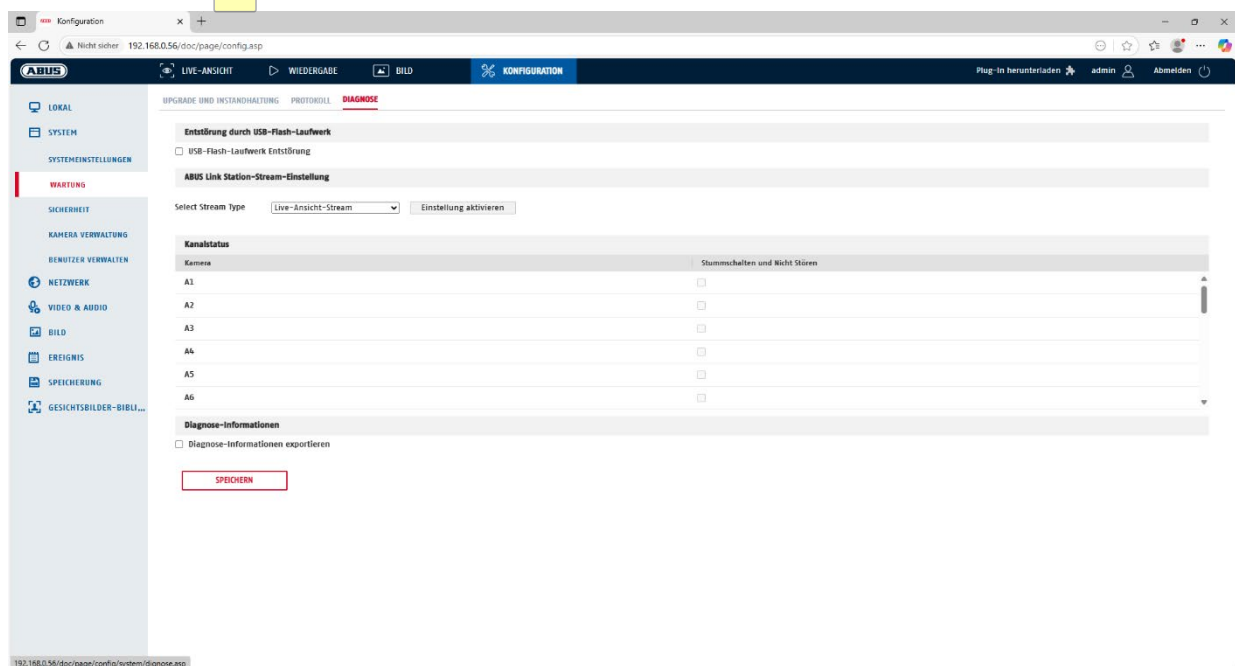 Konfiguration
Nicht sicher 192.168.0.56/doc/page/config.asp
ABUS LIVE-ANSICHT WIEDERGABE BILD KONFIGURATION Plug-In herunterladen admin Abmelden
LOKAL
SYSTEM
SYSTEMEINSTELLUNGEN
WARTUNG
SICHERHEIT
KAMERA VERWALTUNG
BENUTZER VERWALTEN
NETZWERK
VIDEO & AUDIO
BILD
EREIGNIS
SPEICHERUNG
GESICHTSBILDER-BIBLI...
UPGRADE UND INSTANDHALTUNG PROTOKOLL DIAGNOSE
Entstörung durch USB-Flash-Laufwerk
USB-Flash-Laufwerk Entstörung
ABUS Link Station-Stream-Einstellung
Select Stream Type Live-Ansicht-Stream Einstellung aktivieren
Kanalstatus
Kamera Stummschalten und Nicht Stören
A1
A2
A3
A4
A5
A6
Diagnose-Informationen
Diagnose-Informationen exportieren
SPEICHERN
192.168.0.56/doc/page/config/system/dignose.asp